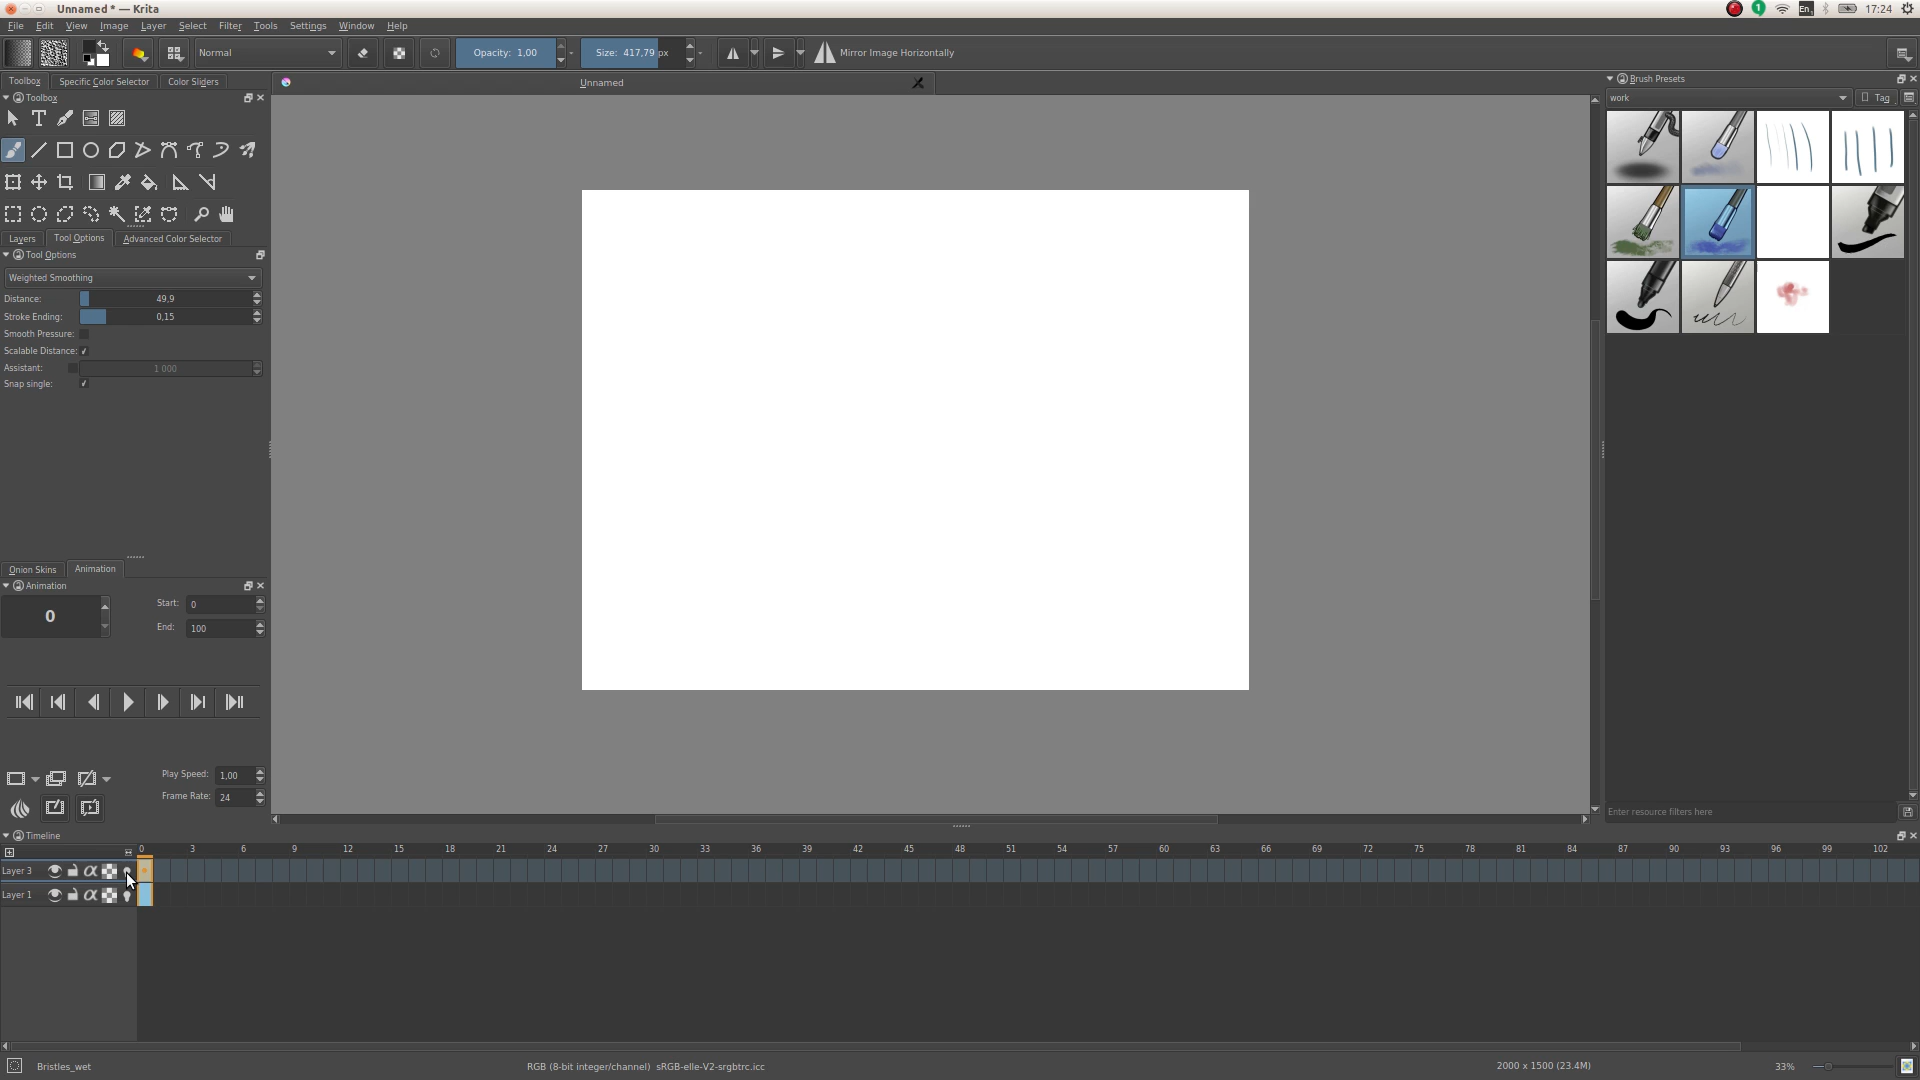 Unnamed * — Krita
1
En
17:24
File Edit View Image Layer Select Filter Tools Settings Window Help
Normal
Opacity: 1,00
Size: 417,79 px
Mirror Image Horizontally
Toolbox Specific Color Selector Color Sliders
Toolbox
Unnamed
Brush Presets
work
Tag
Layers Tool Options Advanced Color Selector
Tool Options
Weighted Smoothing
Distance: 49,9
Stroke Ending: 0,15
Smooth Pressure:
Scalable Distance:
Assistant: 1 000
Snap single:
Onion Skins Animation
Animation
0
Start: 0
End: 100
Play Speed: 1,00
Frame Rate: 24
Enter resource filters here
Timeline
0 3 6 9 12 15 18 21 24 27 30 33 36 39 42 45 48 51 54 57 60 63 66 69 72 75 78 81 84 87 90 93 96 99 102
Layer 3
Layer 1
Bristles_wet
RGB (8-bit integer/channel) sRGB-elle-V2-srgbtrc.icc
2000 x 1500 (23.4M)
33%